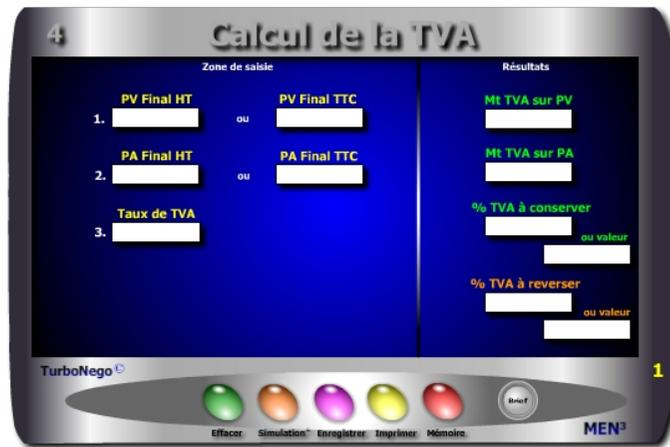 4 Calcul de la TVA
Zone de saisie
Résultats
PV Final HT
PV Final TTC
1.
ou
PA Final HT
PA Final TTC
2.
ou
Taux de TVA
3.
Mt TVA sur PV
Mt TVA sur PA
% TVA à conserver
ou valeur
% TVA à reverser
ou valeur
TurboNego©
1
Brief
Effacer Simulation+ Enregistrer Imprimer Mémoire
MEN³